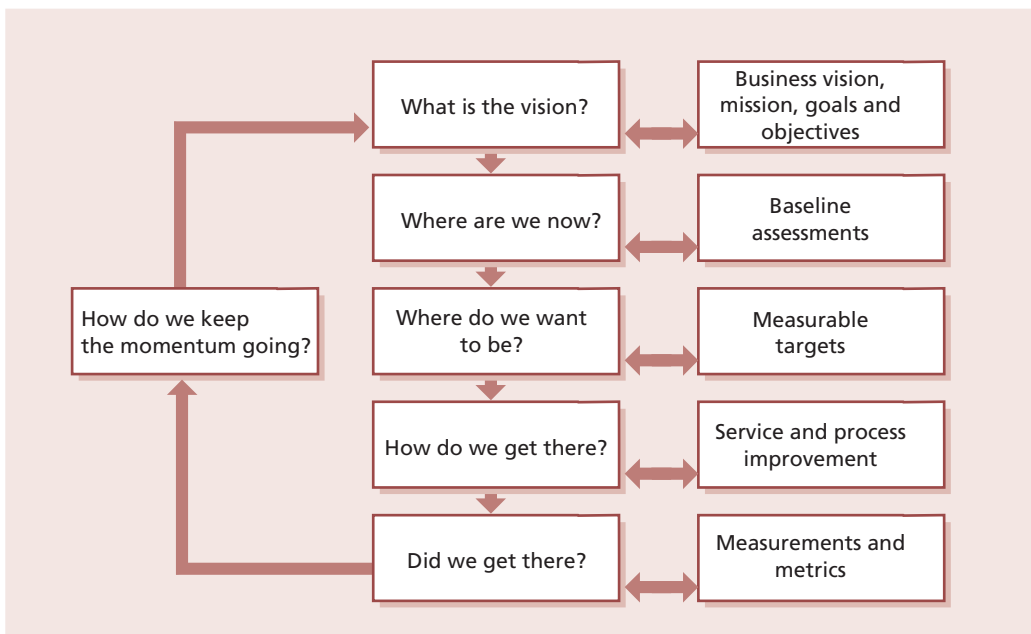 What is the vision?
Business vision,
mission, goals and
objectives
Where are we now?
Baseline
assessments
How do we keep
the momentum going?
Where do we want
to be?
Measurable
targets
How do we get there?
Service and process
improvement
Did we get there?
Measurements and
metrics